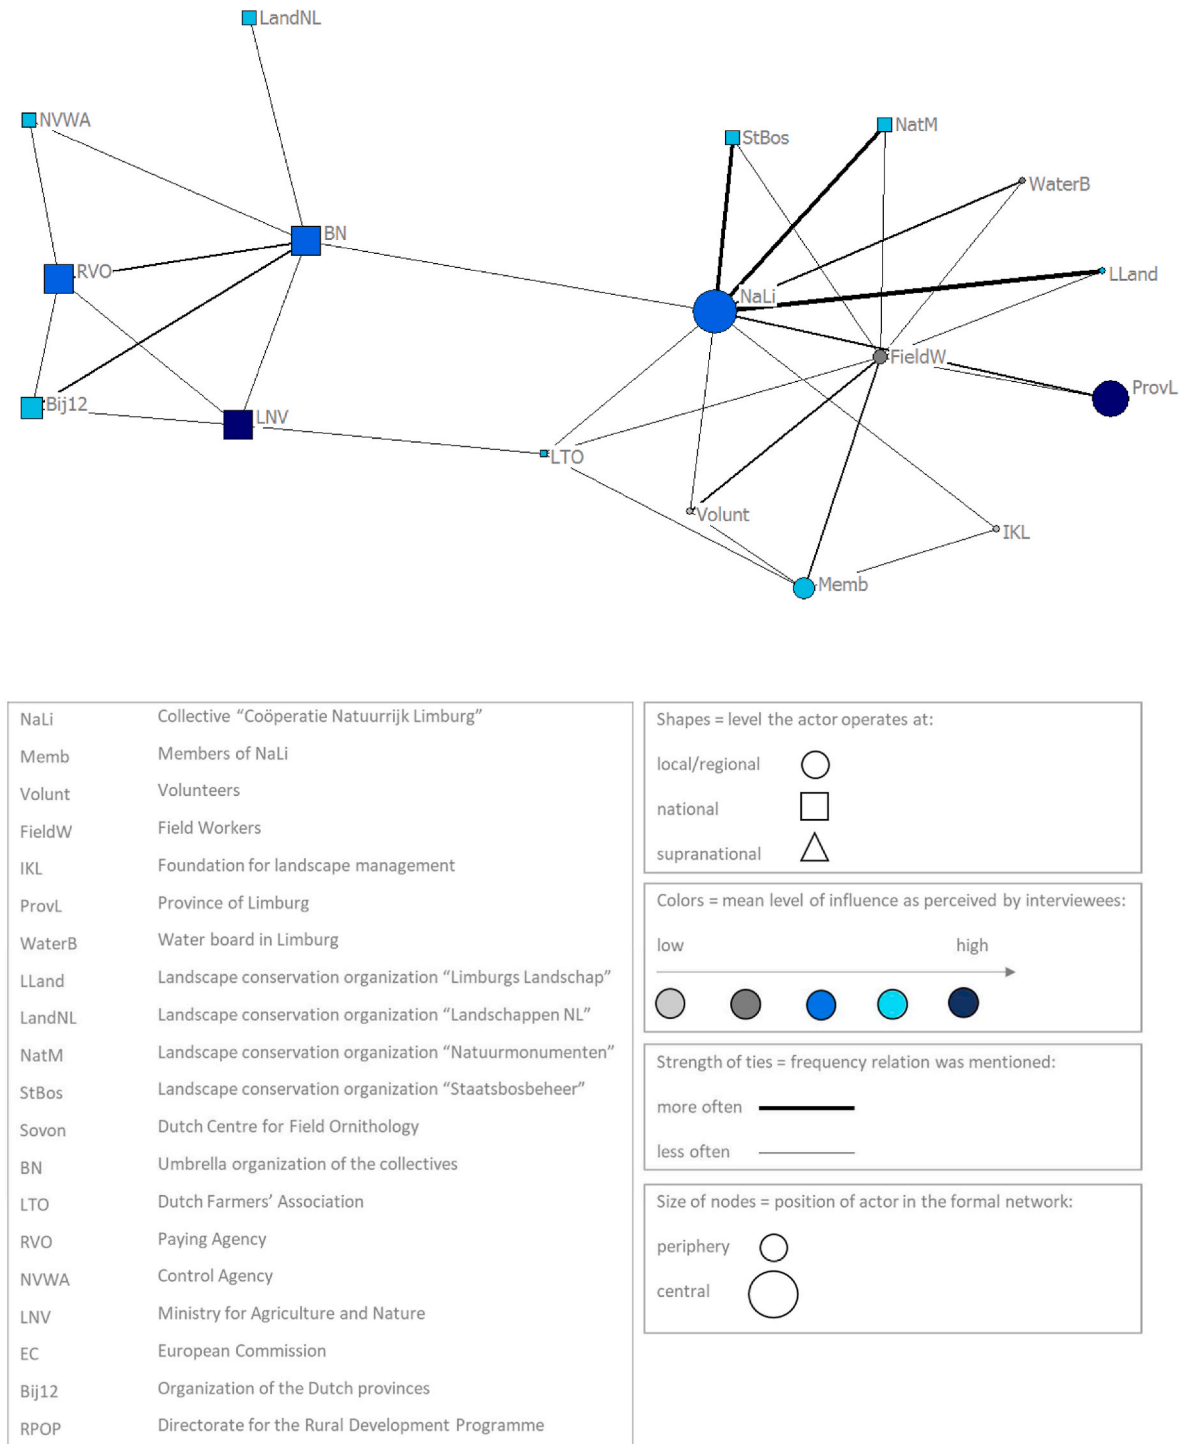 LandNL
NVWA
StBos
NatM
WaterB
BN
RVO
LLand
NaLi
FieldW
ProvL
Bij12
LNV
LTO
Volunt
IKL
Memb
NaLi Collective “Coöperatie Natuurrijk Limburg”
Memb Members of NaLi
Volunt Volunteers
FieldW Field Workers
IKL Foundation for landscape management
ProvL Province of Limburg
WaterB Water board in Limburg
LLand Landscape conservation organization “Limburgs Landschap”
LandNL Landscape conservation organization “Landschappen NL”
NatM Landscape conservation organization “Natuurmonumenten”
StBos Landscape conservation organization “Staatsbosbeheer”
Sovon Dutch Centre for Field Ornithology
BN Umbrella organization of the collectives
LTO Dutch Farmers’ Association
RVO Paying Agency
NVWA Control Agency
LNV Ministry for Agriculture and Nature
EC European Commission
Bij12 Organization of the Dutch provinces
RPOP Directorate for the Rural Development Programme
Shapes = level the actor operates at:
local/regional
national
supranational
Colors = mean level of influence as perceived by interviewees:
low high
Strength of ties = frequency relation was mentioned:
more often
less often
Size of nodes = position of actor in the formal network:
periphery
central